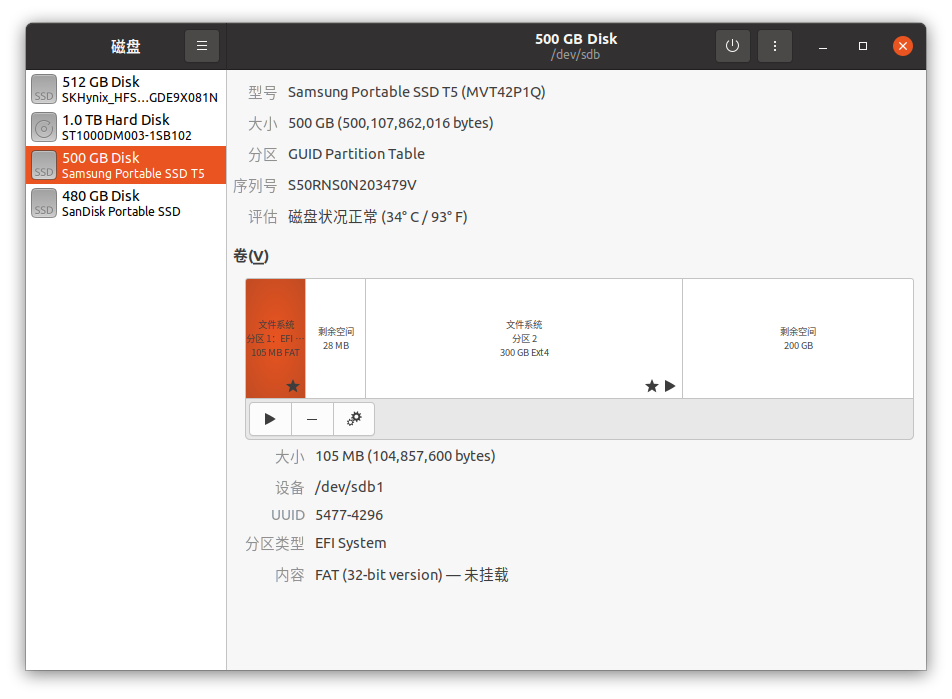 磁盘
500 GB Disk
/dev/sdb
512 GB Disk
SKHynix_HFS...GDE9X081N
1.0 TB Hard Disk
ST1000DM003-1SB102
500 GB Disk
Samsung Portable SSD T5
480 GB Disk
SanDisk Portable SSD
SSD
SSD
SSD
型号 Samsung Portable SSD T5 (MVT42P1Q)
大小 500 GB (500,107,862,016 bytes)
分区 GUID Partition Table
序列号 S50RNS0N203479V
评估 磁盘状况正常 (34° C / 93° F)
卷(V)
文件系统
分区 1：EFI ...
105 MB FAT
剩余空间
28 MB
文件系统
分区 2
300 GB Ext4
剩余空间
200 GB
大小 105 MB (104,857,600 bytes)
设备 /dev/sdb1
UUID 5477-4296
分区类型 EFI System
内容 FAT (32-bit version) — 未挂载